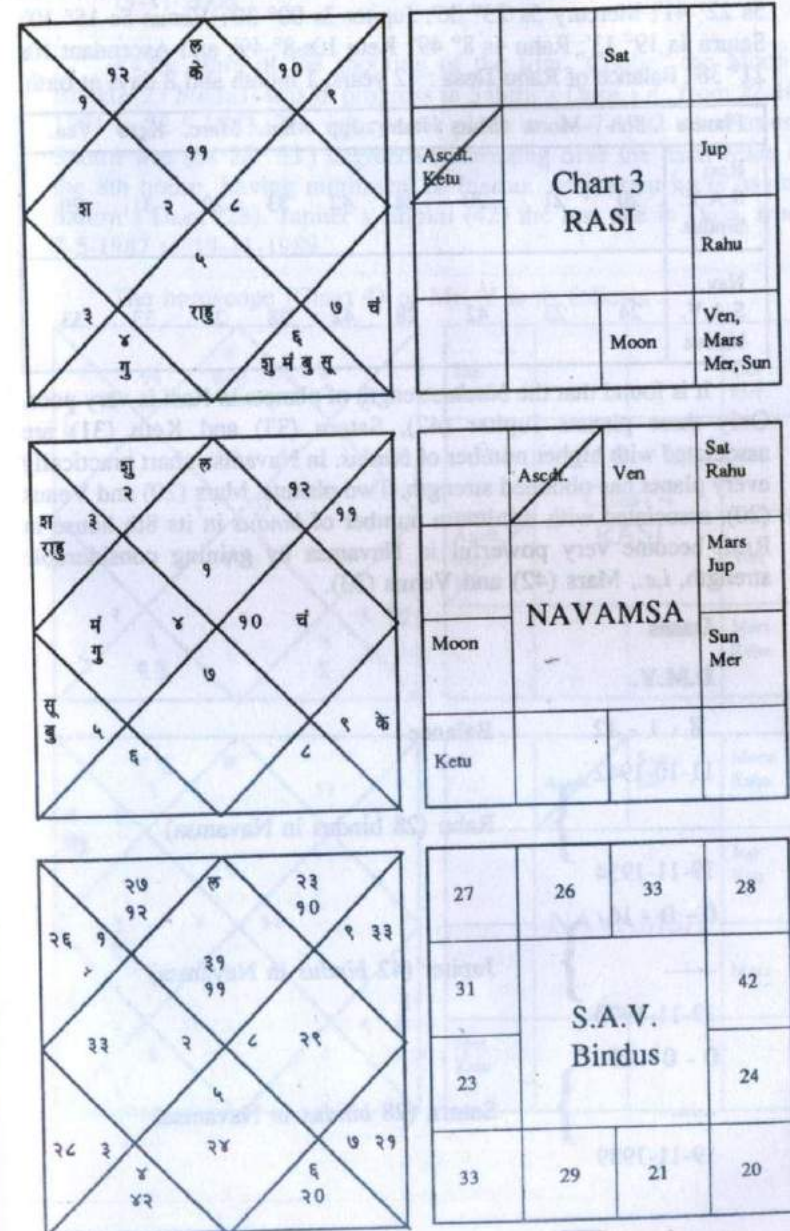 ल
१२ के १०
१ ९
११
श २ ८
५
३ राहु चं
४ ६
गु शु मं बु सू
Sat
Ascdt.
Ketu
Jup
Chart 3
RASI
Rahu
Moon
Ven,
Mars
Mer, Sun
शु ल
२ १२
श ३ ११
राहु
१
मं ४ १० चं
गु
७
सू
बु ५ ९ के
६ ८
Ascdt.
Ven
Sat
Rahu
Mars
Jup
NAVAMSA
Moon
Sun
Mer
Ketu
२७ ल २३
१२ १०
२६ १ ९ ३३
३१
११
३३ २ ८ २९
५
२८ ३ २४ ७ २१
४ ६
४२ २०
27 26 33 28
31 42
S.A.V.
Bindus
23 24
33 29 21 20